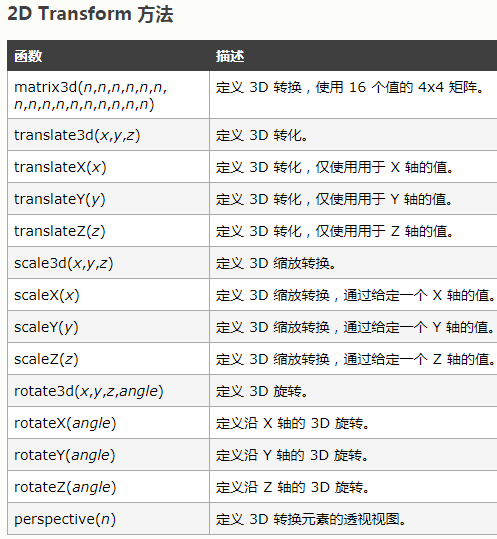 2D Transform 方法
函数 描述
matrix3d(n,n,n,n,n,n, 定义 3D 转换，使用 16 个值的 4x4 矩阵。
n,n,n,n,n,n,n,n,n,n)
translate3d(x,y,z) 定义 3D 转化。
translateX(x) 定义 3D 转化，仅使用用于 X 轴的值。
translateY(y) 定义 3D 转化，仅使用用于 Y 轴的值。
translateZ(z) 定义 3D 转化，仅使用用于 Z 轴的值。
scale3d(x,y,z) 定义 3D 缩放转换。
scaleX(x) 定义 3D 缩放转换，通过给定一个 X 轴的值。
scaleY(y) 定义 3D 缩放转换，通过给定一个 Y 轴的值。
scaleZ(z) 定义 3D 缩放转换，通过给定一个 Z 轴的值。
rotate3d(x,y,z,angle) 定义 3D 旋转。
rotateX(angle) 定义沿 X 轴的 3D 旋转。
rotateY(angle) 定义沿 Y 轴的 3D 旋转。
rotateZ(angle) 定义沿 Z 轴的 3D 旋转。
perspective(n) 定义 3D 转换元素的透视视图。